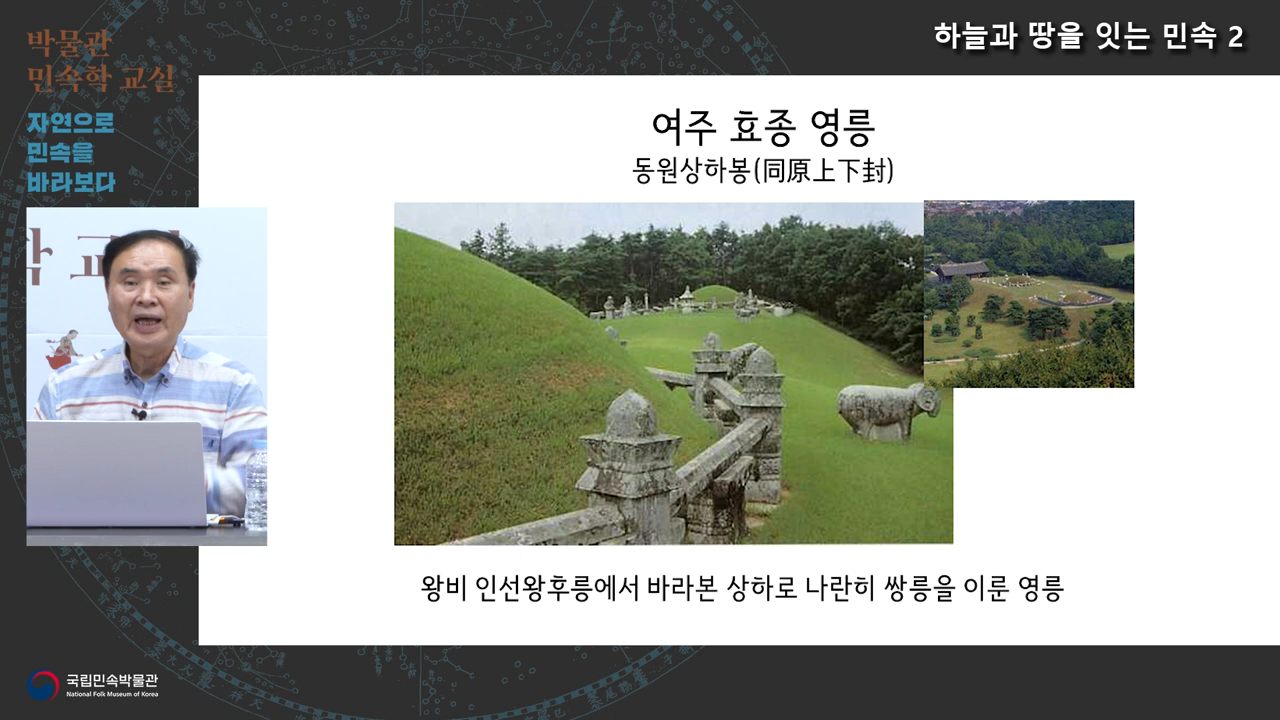 하늘과 땅을 잇는 민속 2
박물관
민속학 교실
자연으로
민속을
바라보다
여주 효종 영릉
동원상하봉(同原上下封)
학 교
왕비 인선왕후릉에서 바라본 상하로 나란히 쌍릉을 이룬 영릉
국립민속박물관
National Folk Museum of Korea